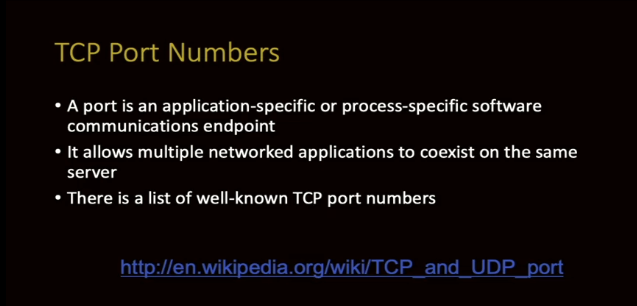 TCP Port Numbers
• A port is an application-specific or process-specific software
communications endpoint
• It allows multiple networked applications to coexist on the same
server
• There is a list of well-known TCP port numbers
http://en.wikipedia.org/wiki/TCP_and_UDP_port